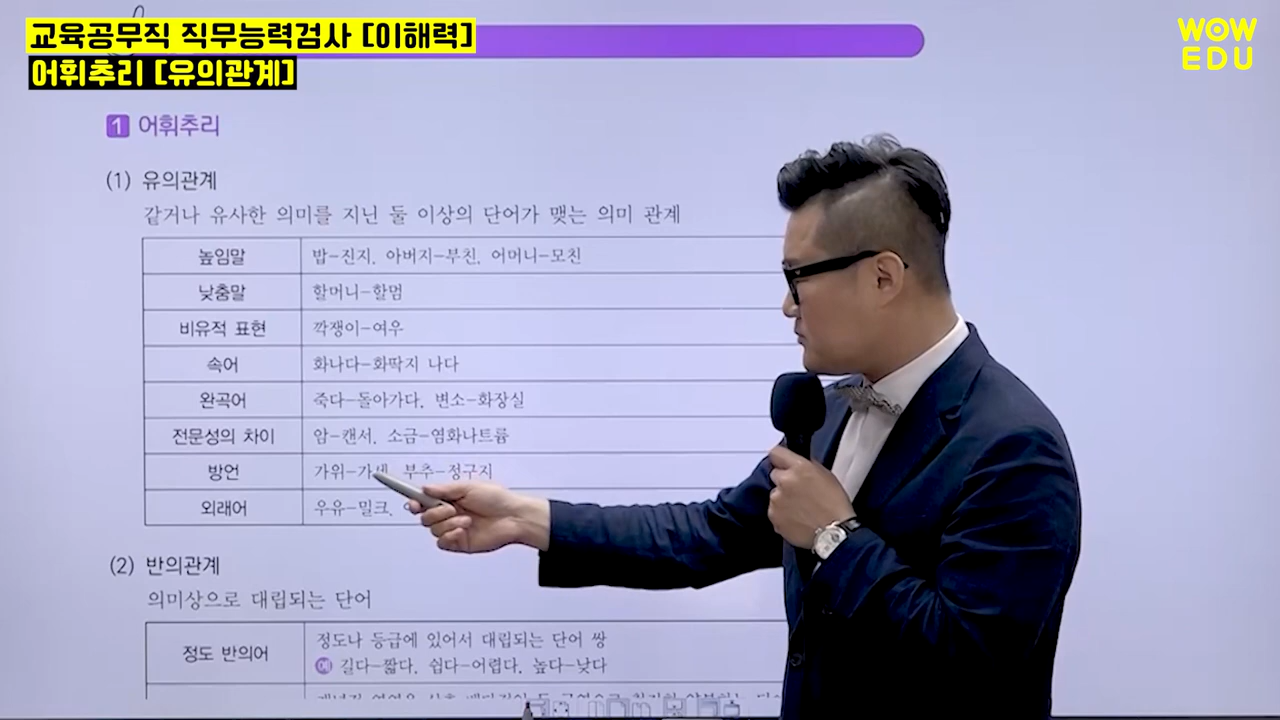 교육공무직 직무능력검사 [이해력]
어휘추리 [유의관계]
WOW
EDU
1 어휘추리
(1) 유의관계
같거나 유사한 의미를 지닌 둘 이상의 단어가 맺는 의미 관계
높임말 밥-진지, 아버지-부친, 어머니-모친
낮춤말 할머니-할멈
비유적 표현 깍쟁이-여우
속어 화나다-화딱지 나다
완곡어 죽다-돌아가다, 변소-화장실
전문성의 차이 암-캔서, 소금-염화나트륨
방언 가위-가세, 부추-정구지
외래어 우유-밀크,
(2) 반의관계
의미상으로 대립되는 단어
정도 반의어 정도나 등급에 있어서 대립되는 단어 쌍
예 길다-짧다, 쉽다-어렵다, 높다-낮다